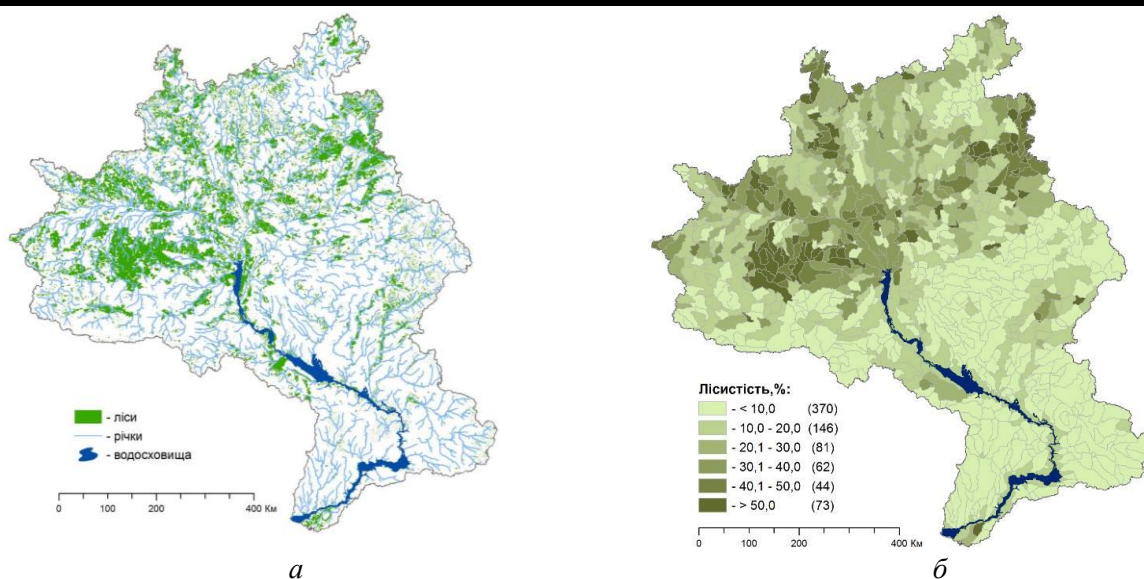 - ліси
- річки
- водосховища
0 100 200 400 Км
а
Лісистість,%:
- < 10,0 (370)
- 10,0 - 20,0 (146)
- 20,1 - 30,0 (81)
- 30,1 - 40,0 (62)
- 40,1 - 50,0 (44)
- > 50,0 (73)
0 100 200 400 Км
б